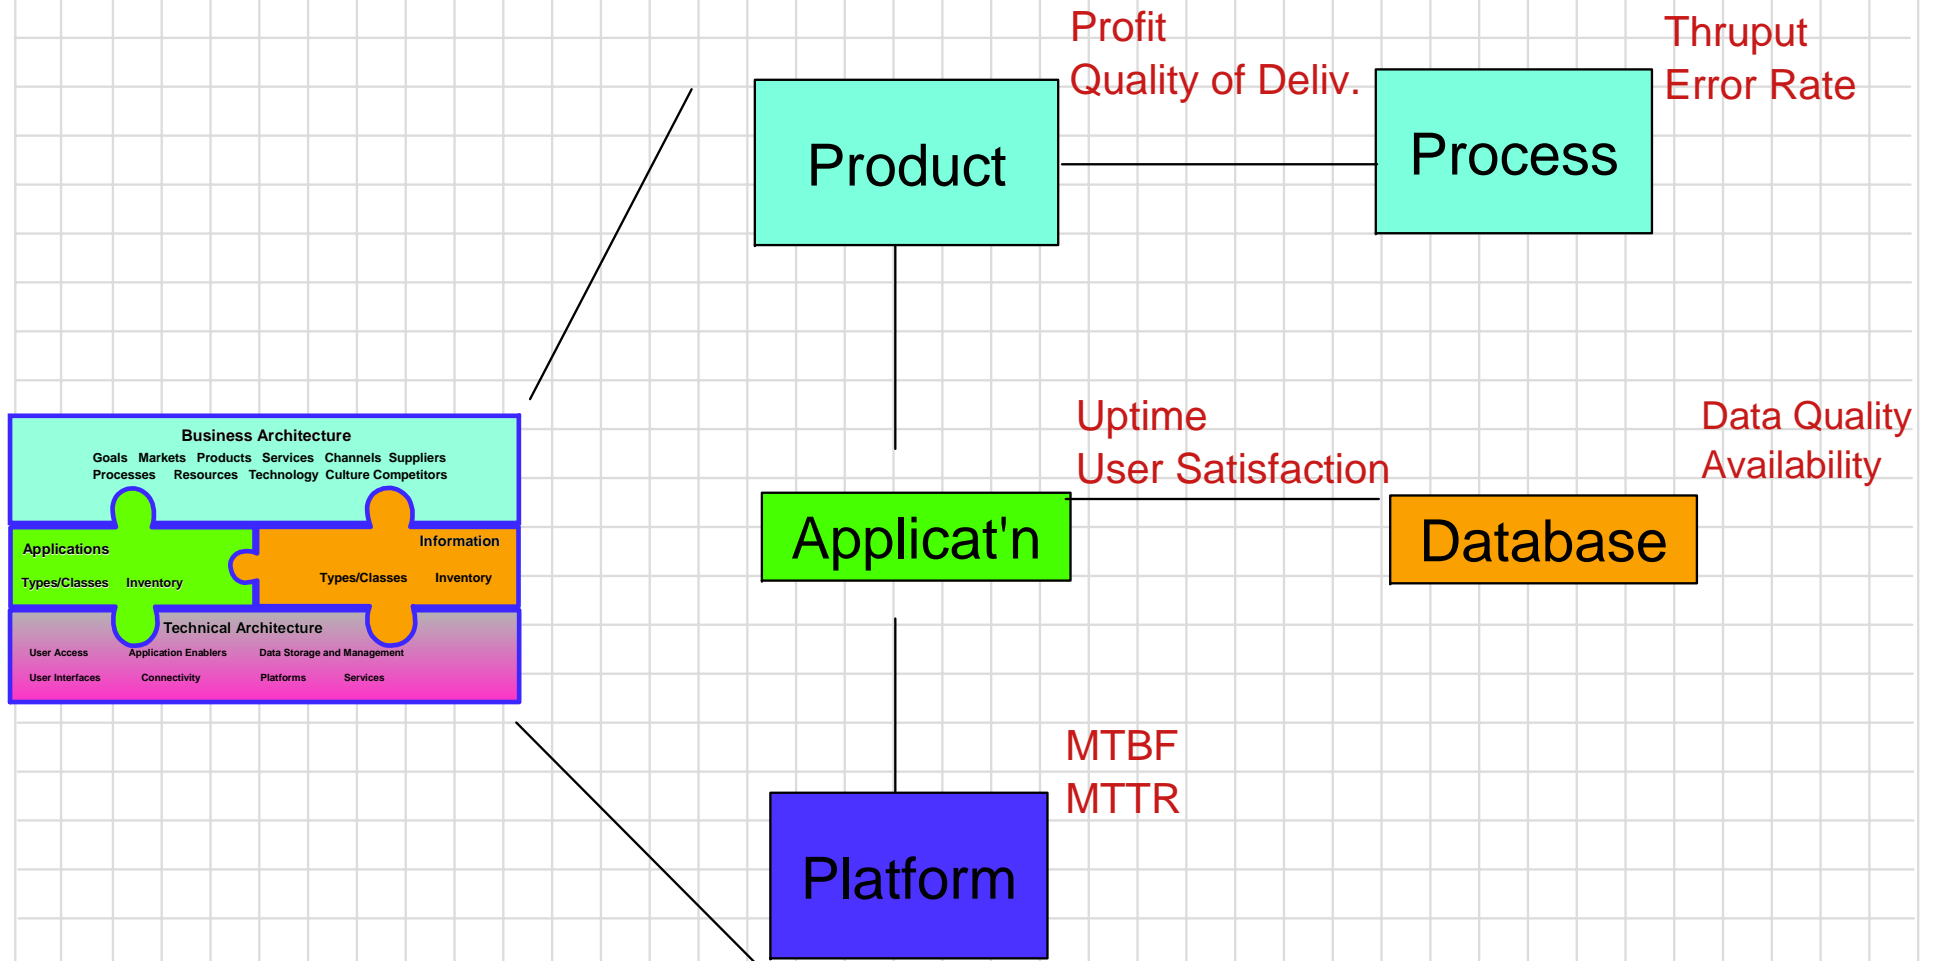 Profit
Quality of Deliv.
Thruput
Error Rate
Product
Process
Uptime
User Satisfaction
Data Quality
Availability
Applicat'n
Database
MTBF
MTTR
Platform
Business Architecture
Goals Markets Products Services Channels Suppliers
Processes Resources Technology Culture Competitors
Applications
Types/Classes Inventory
Information
Types/Classes Inventory
Technical Architecture
User Access Application Enablers Data Storage and Management
User Interfaces Connectivity Platforms Services